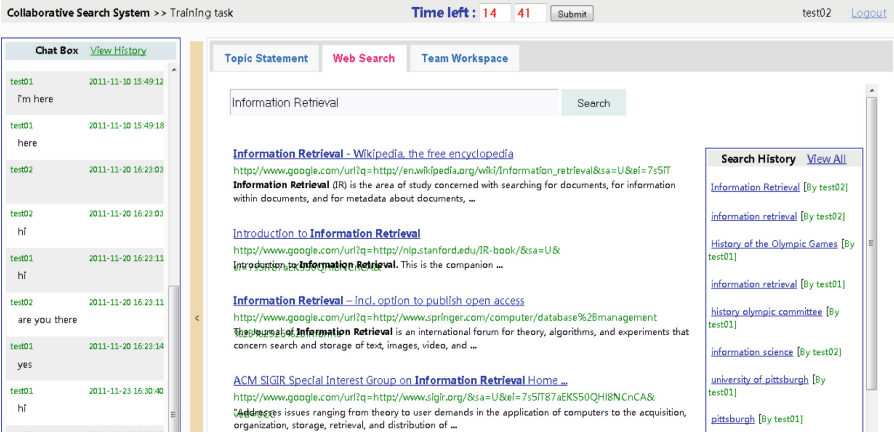 Collaborative Search System >> Training task
Time left : 14 41 Submit
test02 Logout
Chat Box View History
test01 2011-11-10 15:49:12
i'm here
test01 2011-11-10 15:49:18
here
test02 2011-11-20 16:23:03
test02 2011-11-20 16:23:03
hi
test01 2011-11-20 16:23:11
hi
test02 2011-11-20 16:23:11
are you there
test01 2011-11-20 16:23:14
yes
test01 2011-11-23 16:30:40
hi
<
Topic Statement Web Search Team Workspace
Information Retrieval Search
Information Retrieval - Wikipedia, the free encyclopedia
http://www.google.com/url?q=http://en.wikipedia.org/wiki/Information_retrieval&sa=U&ei=7s5IT
Information Retrieval (IR) is the area of study concerned with searching for documents, for information
within documents, and for metadata about documents, ...
Introduction to Information Retrieval
http://www.google.com/url?q=http://nlp.stanford.edu/IR-book/&sa=U&
Introduction to Information Retrieval. This is the companion ...
Information Retrieval – incl. option to publish open access
http://www.google.com/url?q=http://www.springer.com/computer/database%2Bmanagement
The Journal of Information Retrieval is an international forum for theory, algorithms, and experiments that
concern search and storage of text, images, video, and ...
ACM SIGIR Special Interest Group on Information Retrieval Home ...
http://www.google.com/url?q=http://www.sigir.org/&sa=U&ei=7s5IT87aEKS50QHI8NCnCA&
"Addresses issues ranging from theory to user demands in the application of computers to the acquisition,
organization, storage, retrieval, and distribution of ...
Search History View All
Information Retrieval [By test02]
information retrieval [By test02]
History of the Olympic Games [By
test01]
information retrieval [By test01]
history olympic committee [By
test01]
information science [By test02]
university of pittsburgh [By
test01]
pittsburgh [By test01]